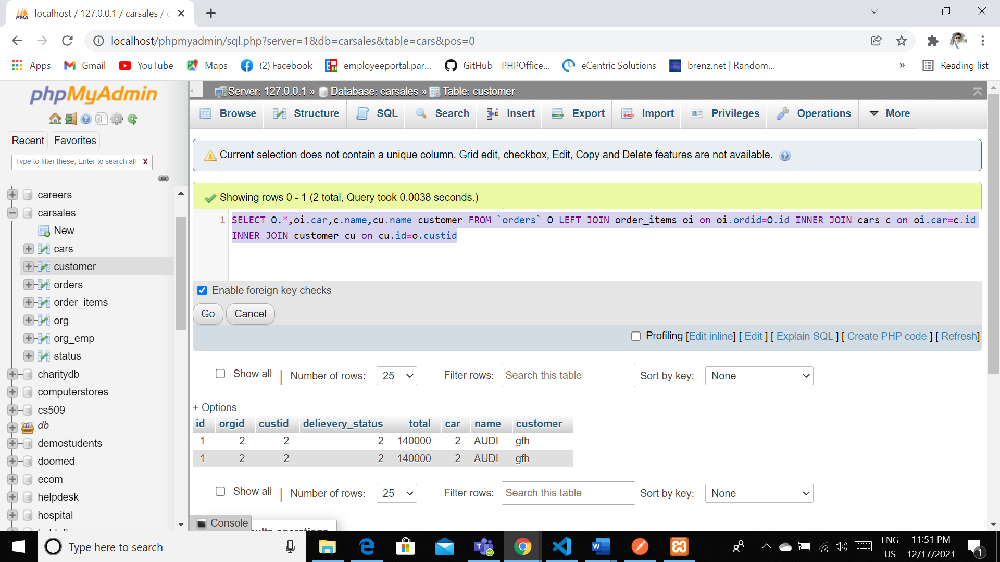 localhost / 127.0.0.1 / carsales / c
localhost/phpmyadmin/sql.php?server=1&db=carsales&table=cars&pos=0
Apps Gmail YouTube Maps (2) Facebook employeeportal.par... GitHub - PHPOffice... eCentric Solutions brenz.net | Random... » Reading list
phpMyAdmin
Recent Favorites
Type to filter these, Enter to search all X
careers
carsales
New
cars
customer
orders
order_items
org
org_emp
status
charitydb
computerstores
cs509
db
demostudents
doomed
ecom
helpdesk
hospital
Server: 127.0.0.1 » Database: carsales » Table: customer
Browse Structure SQL Search Insert Export Import Privileges Operations More
Current selection does not contain a unique column. Grid edit, checkbox, Edit, Copy and Delete features are not available.
Showing rows 0 - 1 (2 total, Query took 0.0038 seconds.)
1 SELECT O.*,oi.car,c.name,cu.name customer FROM `orders` O LEFT JOIN order_items oi on oi.ordid=O.id INNER JOIN cars c on oi.car=c.id
INNER JOIN customer cu on cu.id=o.custid
Enable foreign key checks
Go Cancel
Profiling [Edit inline] [ Edit ] [ Explain SQL ] [ Create PHP code ] [ Refresh]
Show all | Number of rows: 25 Filter rows: Search this table Sort by key: None
+ Options
id orgid custid delievery_status total car name customer
1 2 2 2 140000 2 AUDI gfh
1 2 2 2 140000 2 AUDI gfh
Show all | Number of rows: 25 Filter rows: Search this table Sort by key: None
Console
Type here to search
ENG
US
11:51 PM
12/17/2021
1